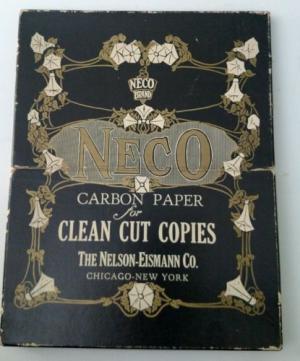 NECO
BRAND
NECO
CARBON PAPER
for
CLEAN CUT COPIES
THE NELSON-EISMANN CO.
CHICAGO-NEW YORK